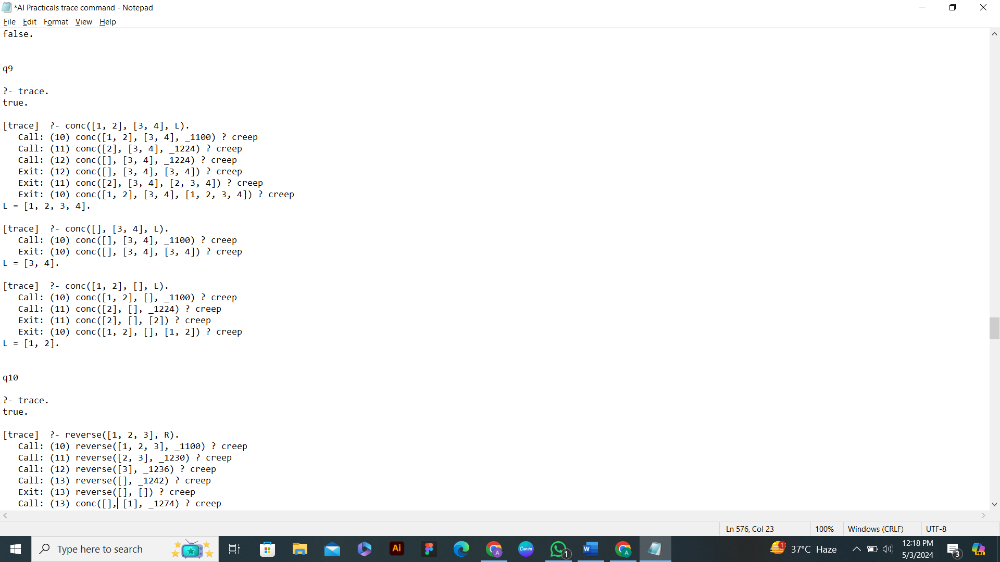 *AI Practicals trace command - Notepad
File Edit Format View Help
false.
q9
?- trace.
true.
[trace]  ?- conc([1, 2], [3, 4], L).
   Call: (10) conc([1, 2], [3, 4], _1100) ? creep
   Call: (11) conc([2], [3, 4], _1224) ? creep
   Call: (12) conc([], [3, 4], _1224) ? creep
   Exit: (12) conc([], [3, 4], [3, 4]) ? creep
   Exit: (11) conc([2], [3, 4], [2, 3, 4]) ? creep
   Exit: (10) conc([1, 2], [3, 4], [1, 2, 3, 4]) ? creep
L = [1, 2, 3, 4].
[trace]  ?- conc([], [3, 4], L).
   Call: (10) conc([], [3, 4], _1100) ? creep
   Exit: (10) conc([], [3, 4], [3, 4]) ? creep
L = [3, 4].
[trace]  ?- conc([1, 2], [], L).
   Call: (10) conc([1, 2], [], _1100) ? creep
   Call: (11) conc([2], [], _1224) ? creep
   Exit: (11) conc([2], [], [2]) ? creep
   Exit: (10) conc([1, 2], [], [1, 2]) ? creep
L = [1, 2].
q10
?- trace.
true.
[trace]  ?- reverse([1, 2, 3], R).
   Call: (10) reverse([1, 2, 3], _1100) ? creep
   Call: (11) reverse([2, 3], _1230) ? creep
   Call: (12) reverse([3], _1236) ? creep
   Call: (13) reverse([], _1242) ? creep
   Exit: (13) reverse([], []) ? creep
   Call: (13) conc([], [1], _1274) ? creep
Ln 576, Col 23 100% Windows (CRLF) UTF-8
Type here to search Ai A Canva 1 W A 1 37°C Haze 12:18 PM 3 PRE
5/3/2024